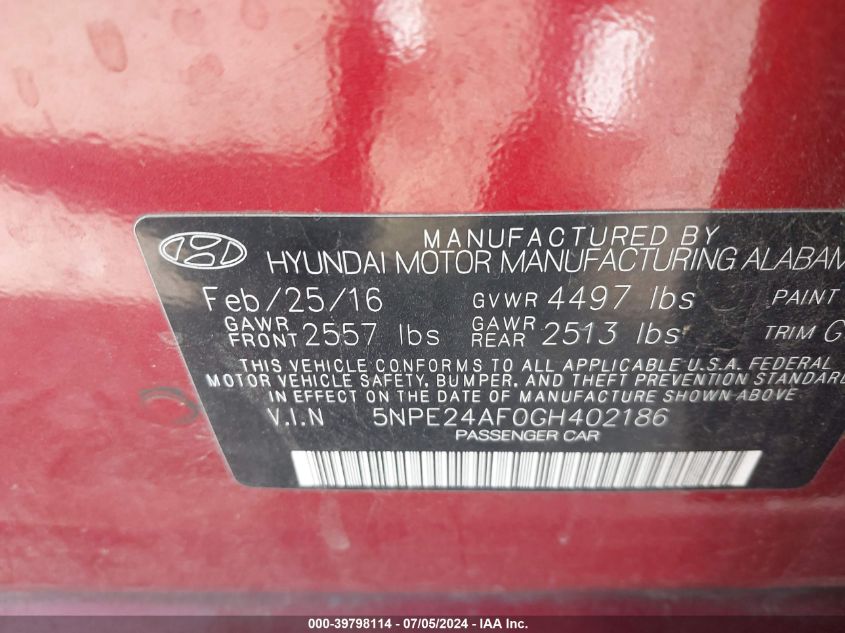 MANUFACTURED BY
HYUNDAI MOTOR MANUFACTURING ALABAM
Feb/25/16 GVWR 4497 lbs PAINT
GAWR FRONT 2557 lbs GAWR REAR 2513 lbs TRIM G
THIS VEHICLE CONFORMS TO ALL APPLICABLE U.S.A. FEDERAL
MOTOR VEHICLE SAFETY, BUMPER, AND THEFT PREVENTION STANDARD
IN EFFECT ON THE DATE OF MANUFACTURE SHOWN ABOVE
V.I.N 5NPE24AF0GH402186
PASSENGER CAR
000-39798114 - 07/05/2024 - IAA Inc.